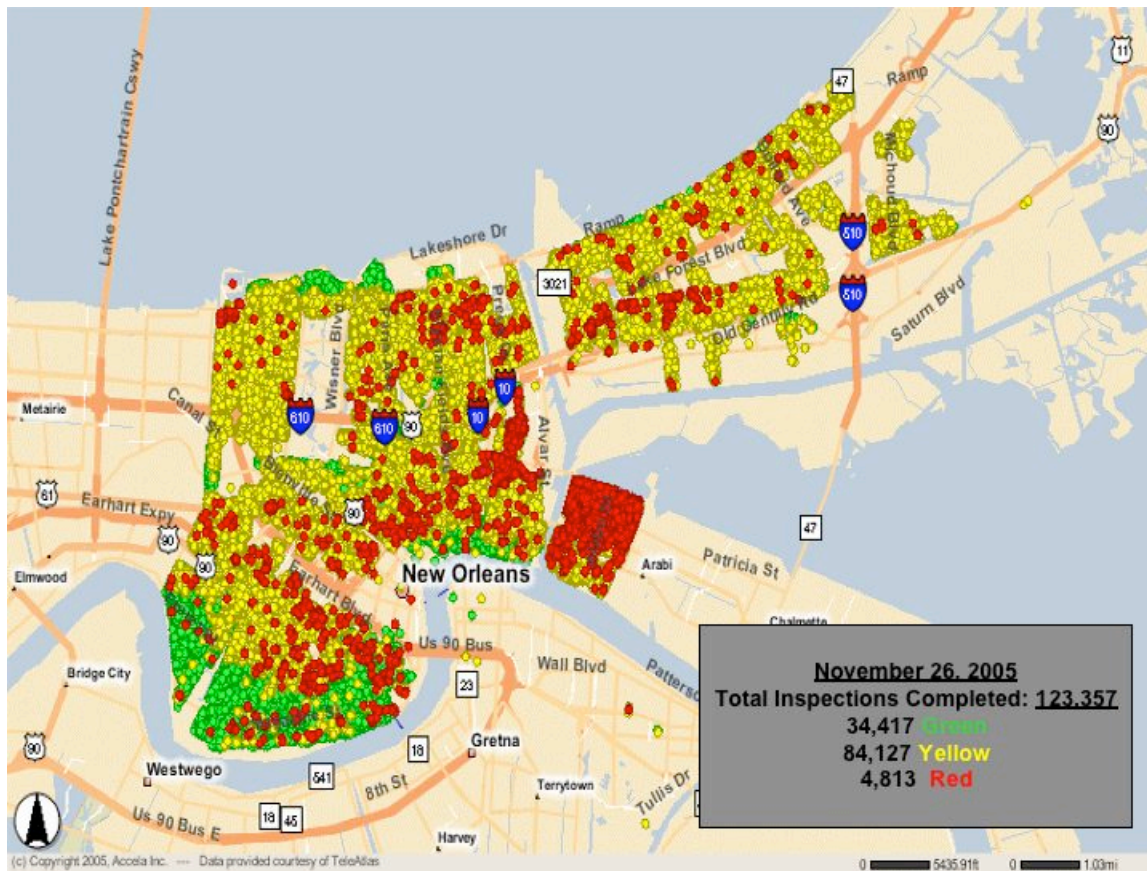 11
47
Ramp
90
Lake Pontchartrain Cswy
Michoud Blvd
Lakeshore Dr
Ramp
510
3021
Lake Forest Blvd
510
Wisner Blvd
Old Gentilly Rd
Saturn Blvd
10
Metairie
Canal St
610
610
90
10
Alvar St
61
Earhart Expy
90
90
90
47
Elmwood
New Orleans
Arabi
Patricia St
Earhart Blvd
Chalmette
Us 90 Bus
Wall Blvd
Bridge City
23
Patterso
90
18
Gretna
Westwego
541
8th St
Terrytown
Tullis Dr
18
45
Us 90 Bus E
Harvey
November 26, 2005
Total Inspections Completed: 123,357
34,417 Green
84,127 Yellow
4,813 Red
(c) Copyright 2005, Accela Inc. --- Data provided courtesy of TeleAtlas
0 5435.91ft 0 1.03mi